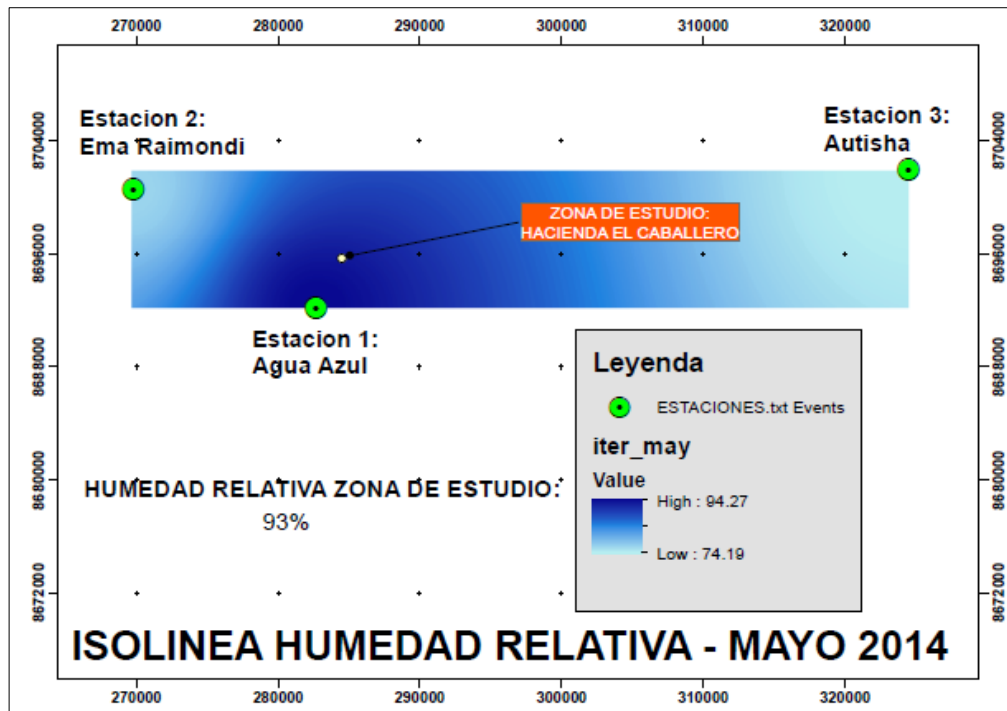 270000 280000 290000 300000 310000 320000
8704000 8704000
Estacion 2:
Ema Raimondi
Estacion 3:
Autisha
ZONA DE ESTUDIO:
HACIENDA EL CABALLERO
8696000 8696000
Estacion 1:
Agua Azul
8688000 8688000
Leyenda
ESTACIONES.txt Events
iter_may
Value
High : 94.27
Low : 74.19
HUMEDAD RELATIVA ZONA DE ESTUDIO:
93%
8680000 8680000
8672000 8672000
ISOLINEA HUMEDAD RELATIVA - MAYO 2014
270000 280000 290000 300000 310000 320000